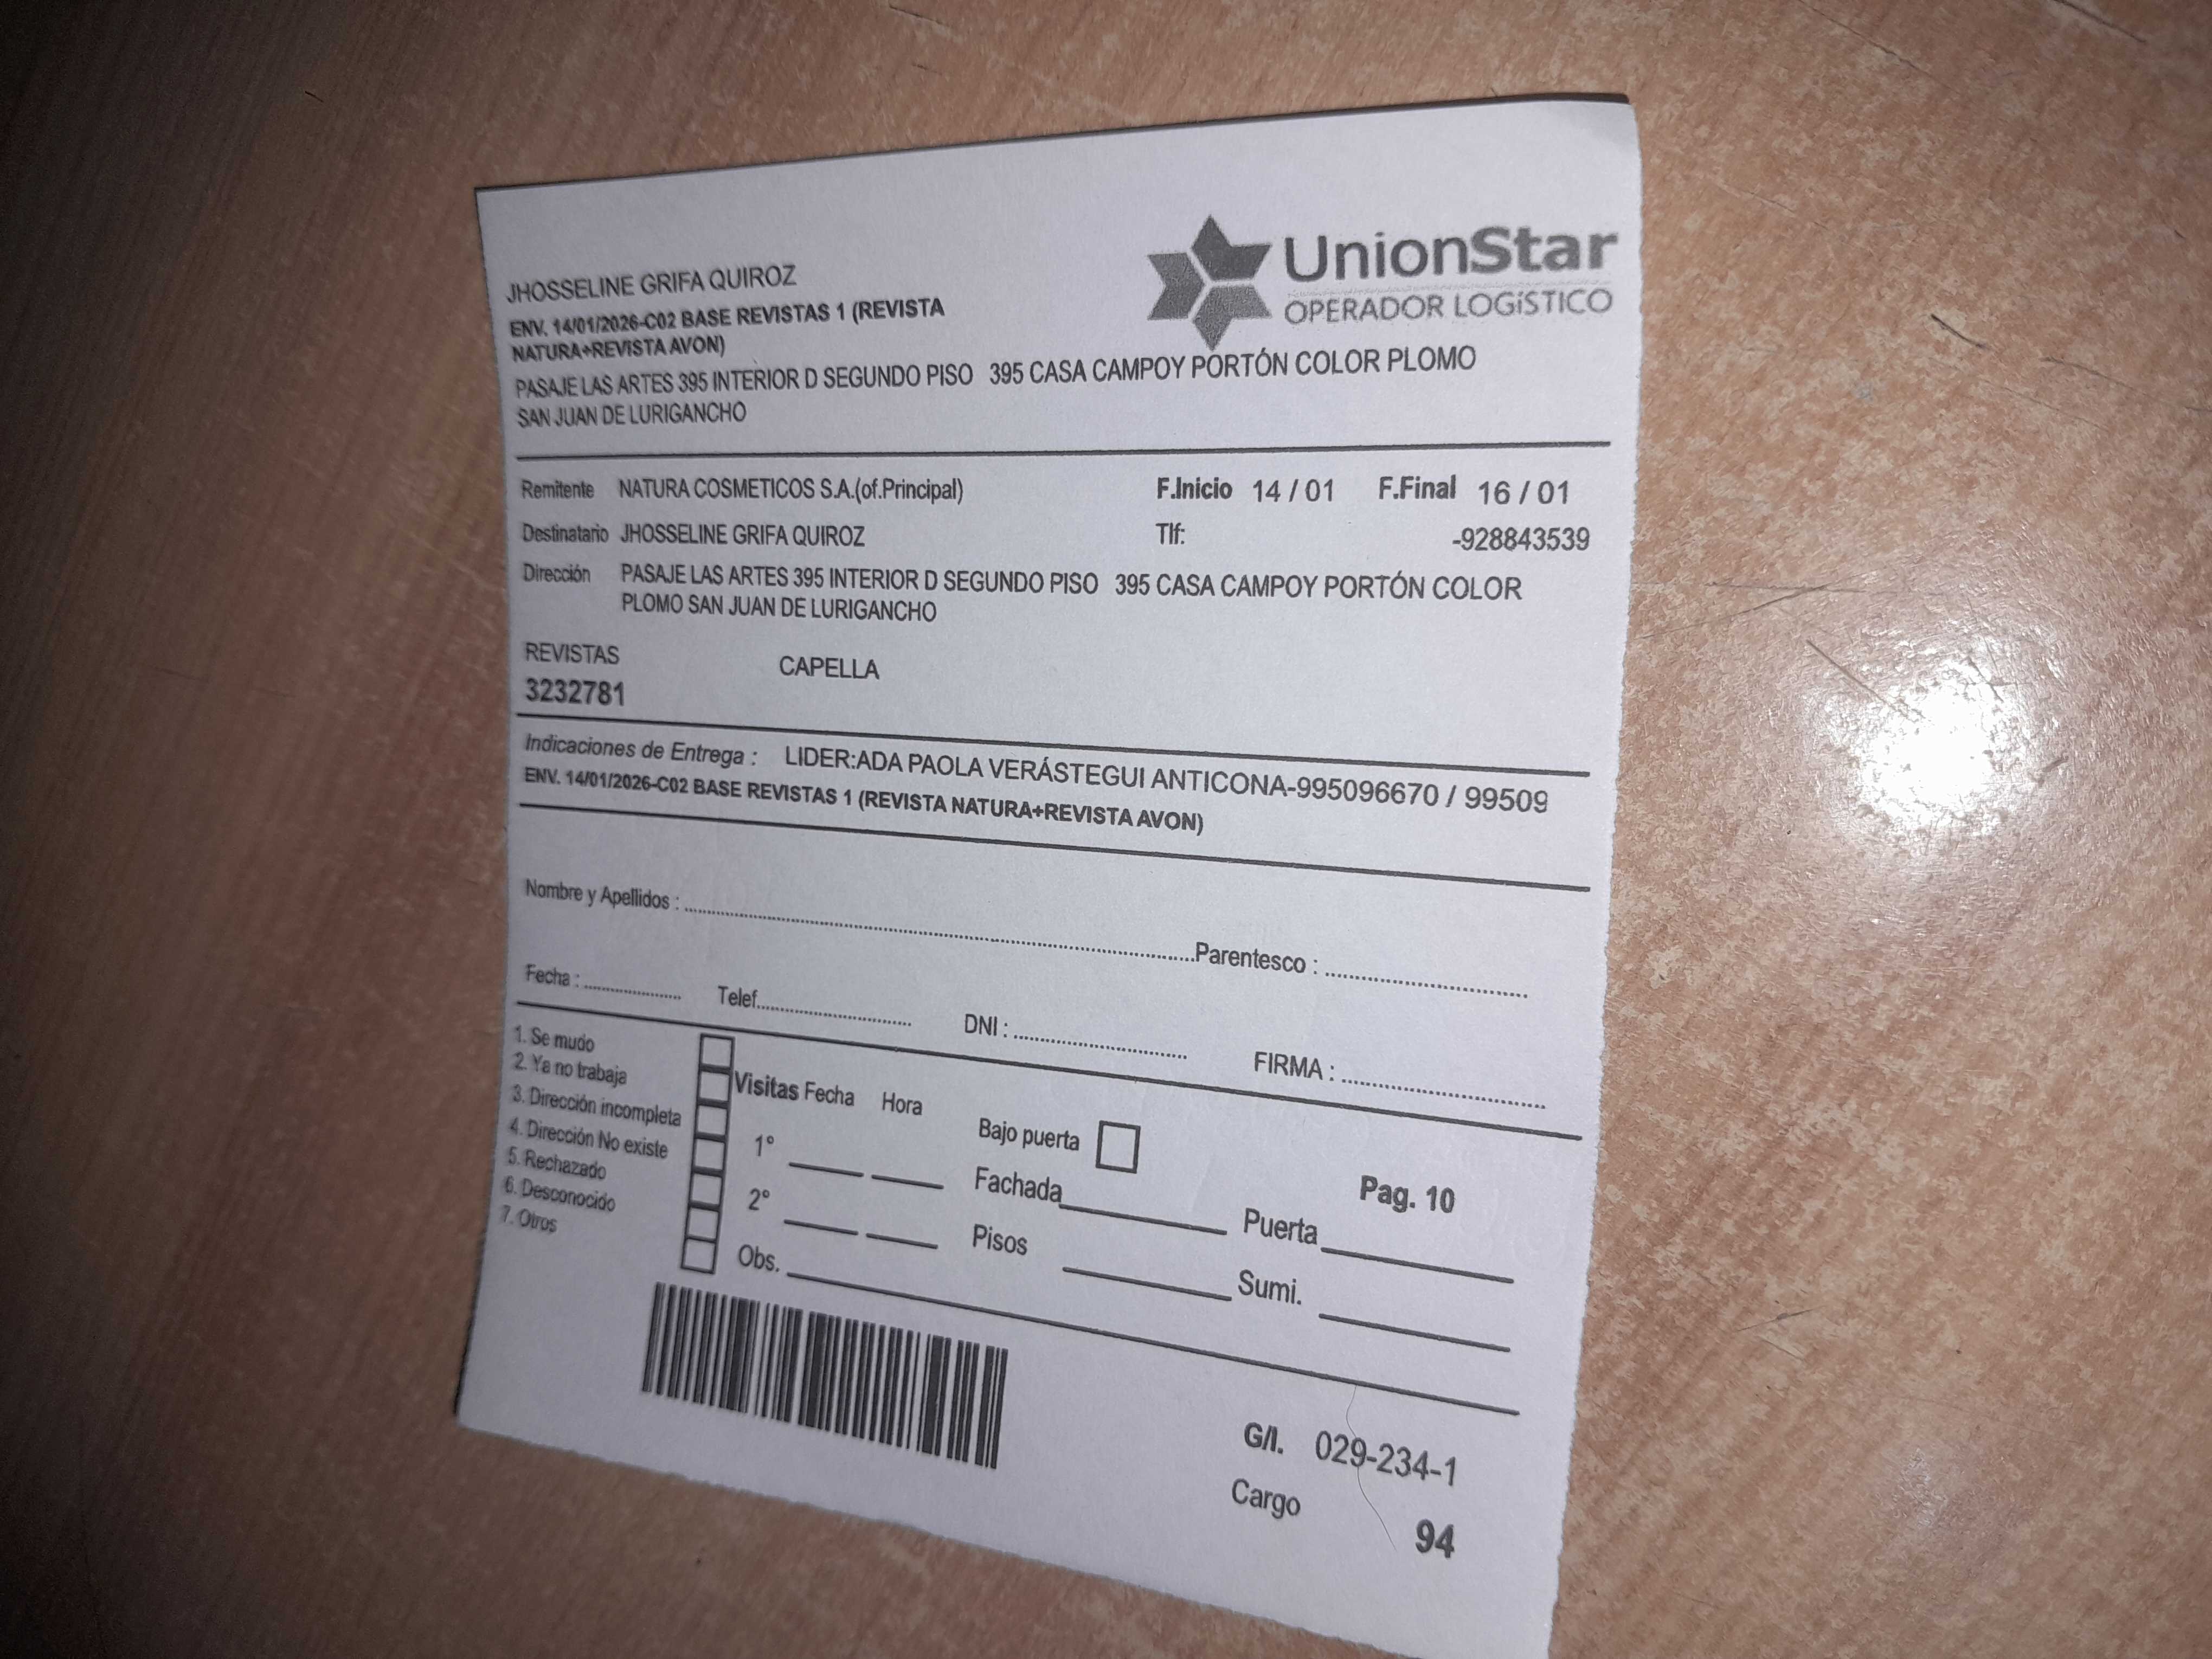 UnionStar
OPERADOR LOGíSTICO
JHOSSELINE GRIFA QUIROZ
ENV. 14/01/2026-C02 BASE REVISTAS 1 (REVISTA
NATURA+REVISTA AVON)
PASAJE LAS ARTES 395 INTERIOR D SEGUNDO PISO 395 CASA CAMPOY PORTÓN COLOR PLOMO
SAN JUAN DE LURIGANCHO
Remitente NATURA COSMETICOS S.A.(of.Principal) F.Inicio 14 / 01 F.Final 16 / 01
Destinatario JHOSSELINE GRIFA QUIROZ Tlf: -928843539
Dirección PASAJE LAS ARTES 395 INTERIOR D SEGUNDO PISO 395 CASA CAMPOY PORTÓN COLOR
PLOMO SAN JUAN DE LURIGANCHO
REVISTAS CAPELLA
3232781
Indicaciones de Entrega : LIDER:ADA PAOLA VERÁSTEGUI ANTICONA-995096670 / 99509
ENV. 14/01/2026-C02 BASE REVISTAS 1 (REVISTA NATURA+REVISTA AVON)
Nombre y Apellidos : Parentesco :
Fecha : Telef. DNI : FIRMA :
1. Se mudo
2. Ya no trabaja
3. Dirección incompleta
4. Dirección No existe
5. Rechazado
6. Desconocido
7. Otros
Visitas Fecha Hora
1°
2°
Obs.
Bajo puerta
Fachada Puerta
Pisos Sumi.
Pag. 10
G/I. 029-234-1
Cargo
94